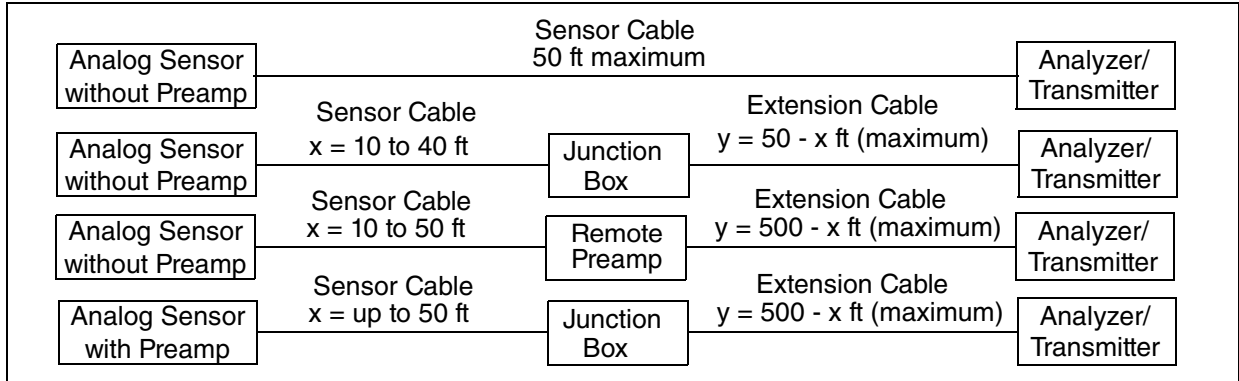 Sensor Cable
50 ft maximum
Analog Sensor
without Preamp
Analyzer/
Transmitter
Sensor Cable
x = 10 to 40 ft
Extension Cable
y = 50 - x ft (maximum)
Analog Sensor
without Preamp
Junction
Box
Analyzer/
Transmitter
Sensor Cable
x = 10 to 50 ft
Extension Cable
y = 500 - x ft (maximum)
Analog Sensor
without Preamp
Remote
Preamp
Analyzer/
Transmitter
Sensor Cable
x = up to 50 ft
Extension Cable
y = 500 - x ft (maximum)
Analog Sensor
with Preamp
Junction
Box
Analyzer/
Transmitter